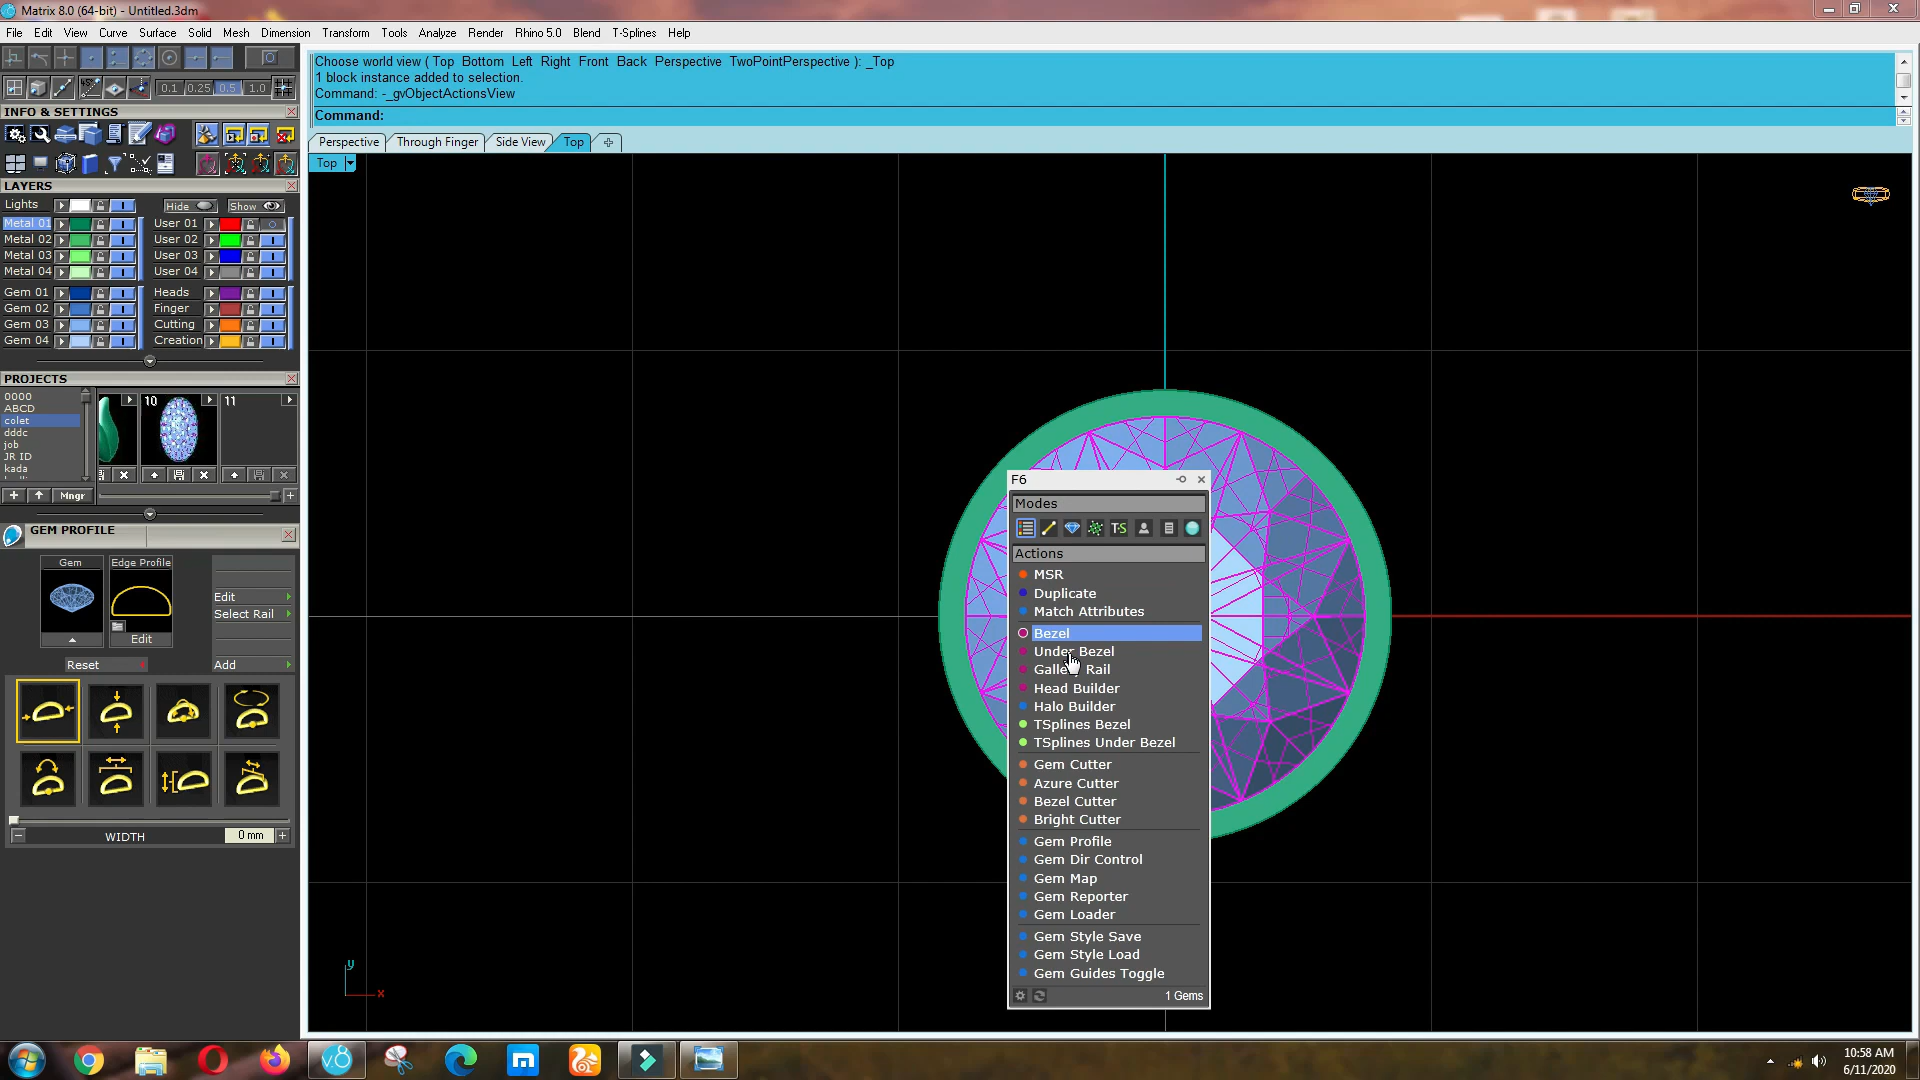 Matrix 8.0 (64-bit) - Untitled.3dm
File Edit View Curve Surface Solid Mesh Dimension Transform Tools Analyze Render Rhino 5.0 Blend T-Splines Help
Choose world view ( Top Bottom Left Right Front Back Perspective TwoPointPerspective ): _Top
1 block instance added to selection.
Command: -_gvObjectActionsView
Command:
0.1 0.25 0.5 1.0
INFO & SETTINGS
Perspective Through Finger Side View Top
Top
LAYERS
Lights Hide Show
Metal 01 User 01
Metal 02 User 02
Metal 03 User 03
Metal 04 User 04
Gem 01 Heads
Gem 02 Finger
Gem 03 Cutting
Gem 04 Creation
PROJECTS
0000
ABCD
colet
dddc
job
JR ID
kada
10 11
Mngr
GEM PROFILE
Gem Edge Profile
Edit
Select Rail
Edit
Reset Add
WIDTH 0 mm
F6
Modes
T-S
Actions
MSR
Duplicate
Match Attributes
Bezel
Under Bezel
Gallery Rail
Head Builder
Halo Builder
TSplines Bezel
TSplines Under Bezel
Gem Cutter
Azure Cutter
Bezel Cutter
Bright Cutter
Gem Profile
Gem Dir Control
Gem Map
Gem Reporter
Gem Loader
Gem Style Save
Gem Style Load
Gem Guides Toggle
1 Gems
y
x
v8
10:58 AM
6/11/2020